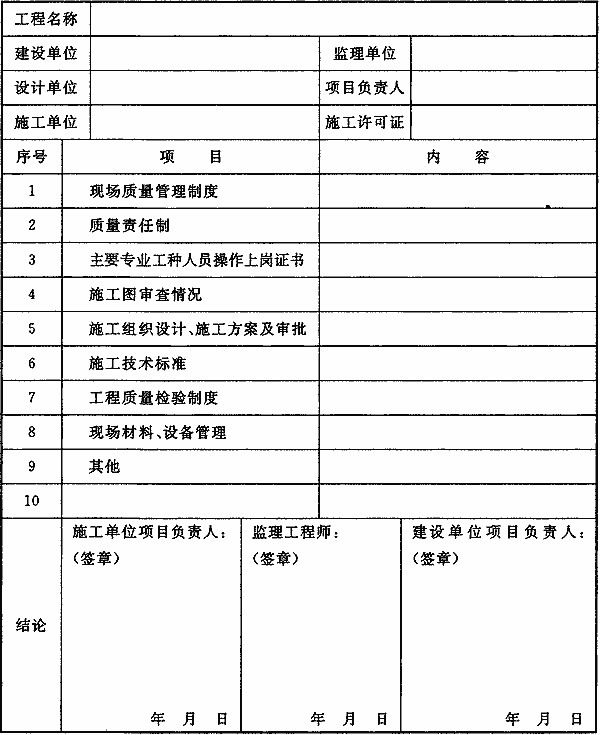 工程名称
建设单位 监理单位
设计单位 项目负责人
施工单位 施工许可证
序号 项 目 内 容
1 现场质量管理制度
2 质量责任制
3 主要专业工种人员操作上岗证书
4 施工图审查情况
5 施工组织设计、施工方案及审批
6 施工技术标准
7 工程质量检验制度
8 现场材料、设备管理
9 其他
10
施工单位项目负责人： 监理工程师： 建设单位项目负责人：
（签章） （签章） （签章）
结论
年 月 日 年 月 日 年 月 日